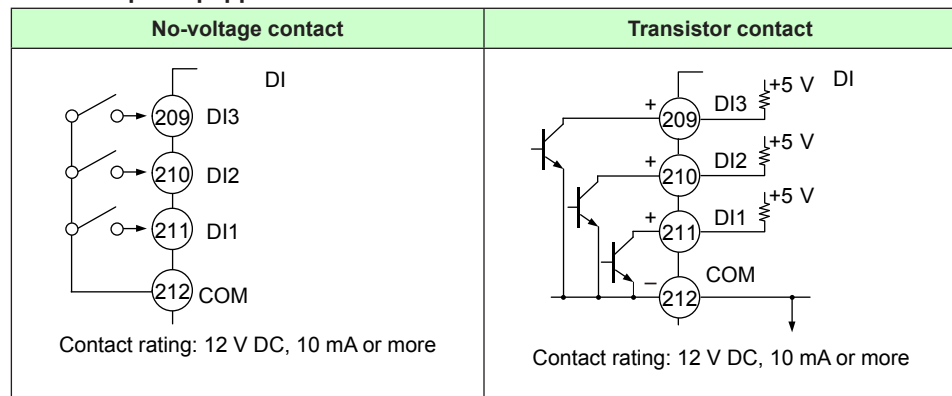 No-voltage contact
Transistor contact
DI
209 DI3
210 DI2
211 DI1
212 COM
Contact rating: 12 V DC, 10 mA or more
+5 V DI
+ DI3
209
+5 V
+ DI2
210
+5 V
+ DI1
211
COM
– 212
Contact rating: 12 V DC, 10 mA or more